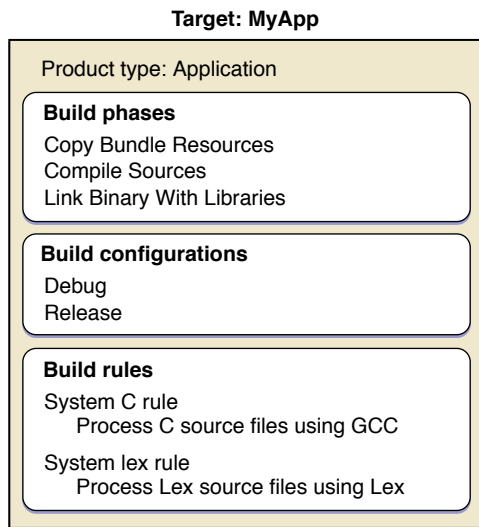 Target: MyApp
Product type: Application
Build phases
Copy Bundle Resources
Compile Sources
Link Binary With Libraries
Build configurations
Debug
Release
Build rules
System C rule
Process C source files using GCC
System lex rule
Process Lex source files using Lex